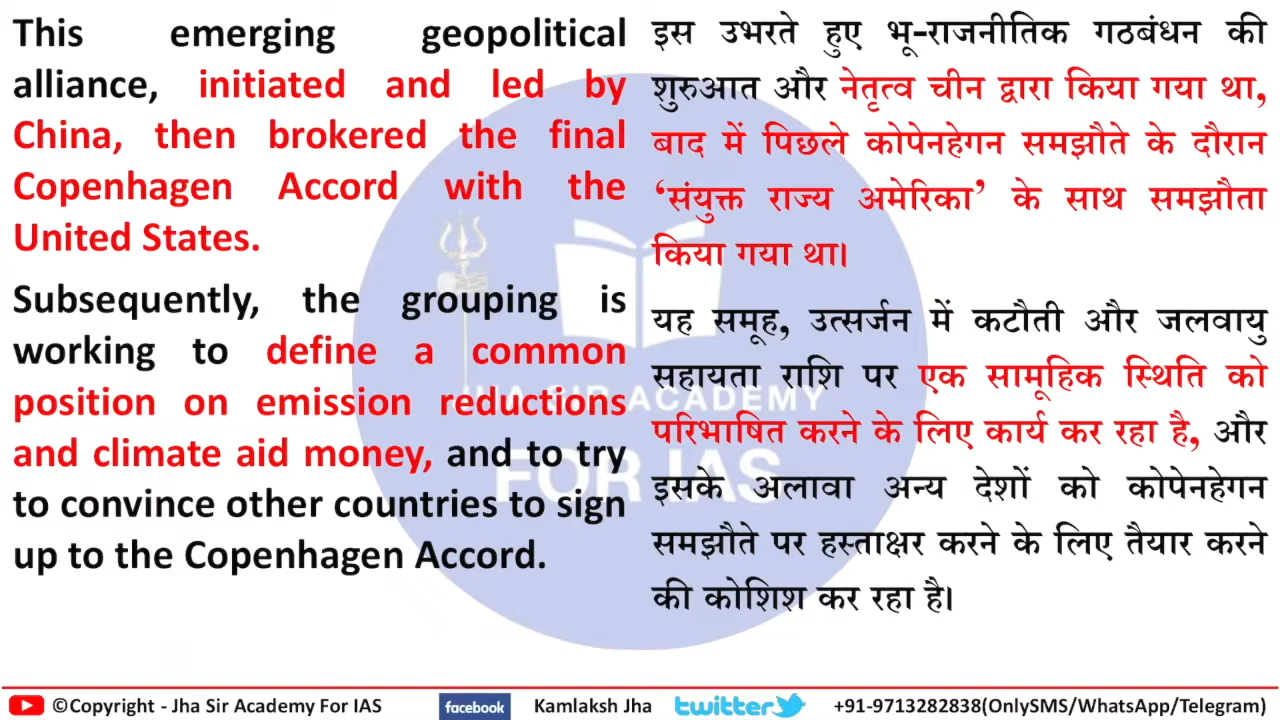 This emerging geopolitical
alliance, initiated and led by
China, then brokered the final
Copenhagen Accord with the
United States.
Subsequently, the grouping is
working to define a common
position on emission reductions
and climate aid money, and to try
to convince other countries to sign
up to the Copenhagen Accord.
इस उभरते हुए भू-राजनीतिक गठबंधन की
शुरुआत और नेतृत्व चीन द्वारा किया गया था,
बाद में पिछले कोपेनहेगन समझौते के दौरान
‘संयुक्त राज्य अमेरिका’ के साथ समझौता
किया गया था।
यह समूह, उत्सर्जन में कटौती और जलवायु
सहायता राशि पर एक सामूहिक स्थिति को
परिभाषित करने के लिए कार्य कर रहा है, और
इसके अलावा अन्य देशों को कोपेनहेगन
समझौते पर हस्ताक्षर करने के लिए तैयार करने
की कोशिश कर रहा है।
JHA SIR ACADEMY
FOR IAS
©Copyright - Jha Sir Academy For IAS facebook Kamlaksh Jha twitter +91-9713282838(OnlySMS/WhatsApp/Telegram)